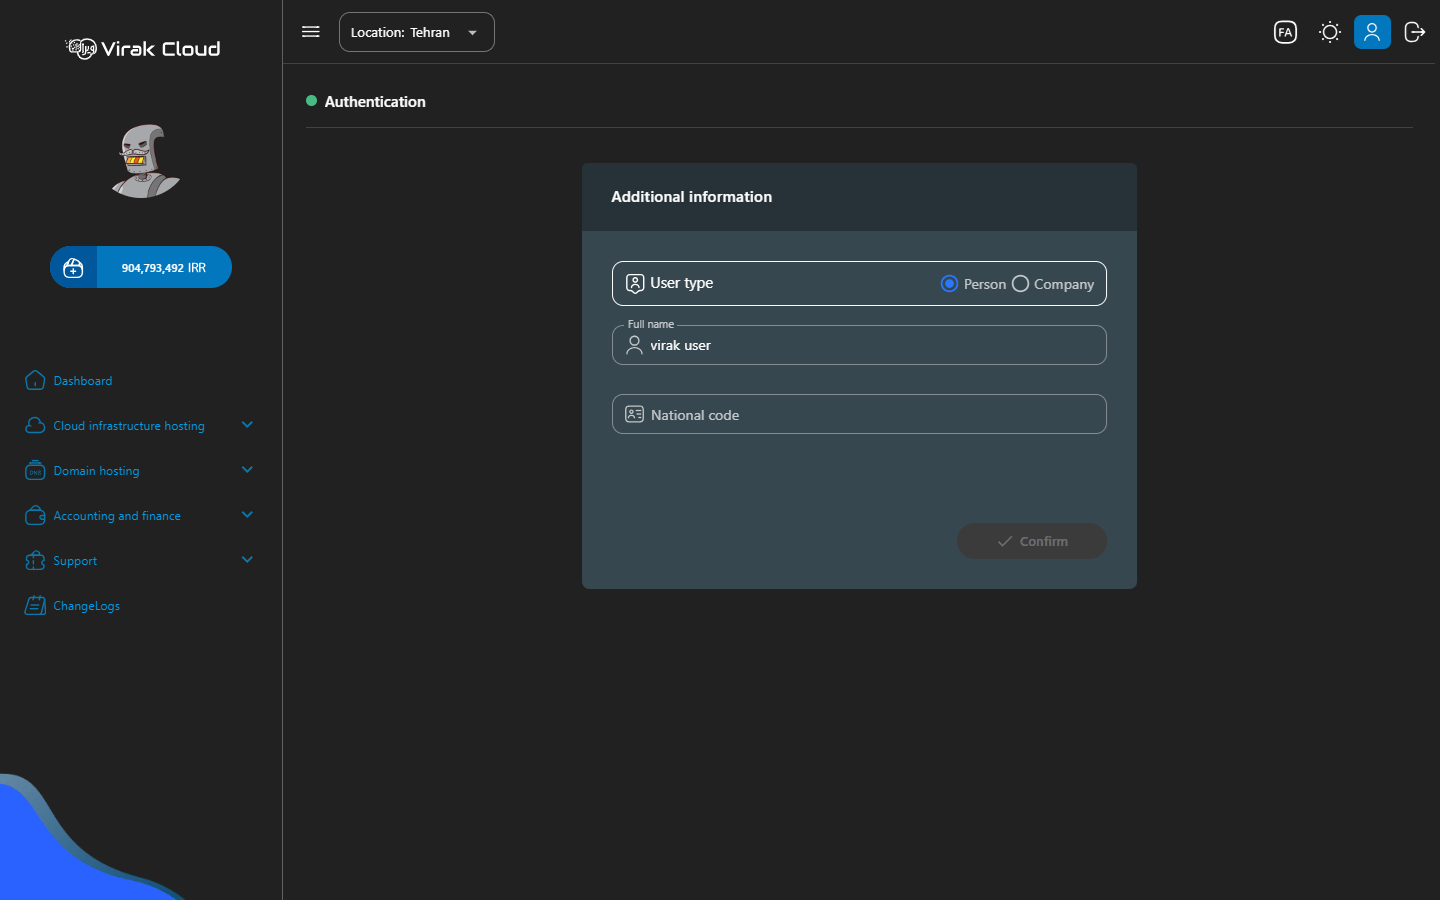 Virak Cloud
Location: Tehran
FA
Authentication
904,793,492 IRR
Dashboard
Cloud infrastructure hosting
Domain hosting
Accounting and finance
Support
ChangeLogs
Additional information
User type
Person
Company
Full name
virak user
National code
Confirm